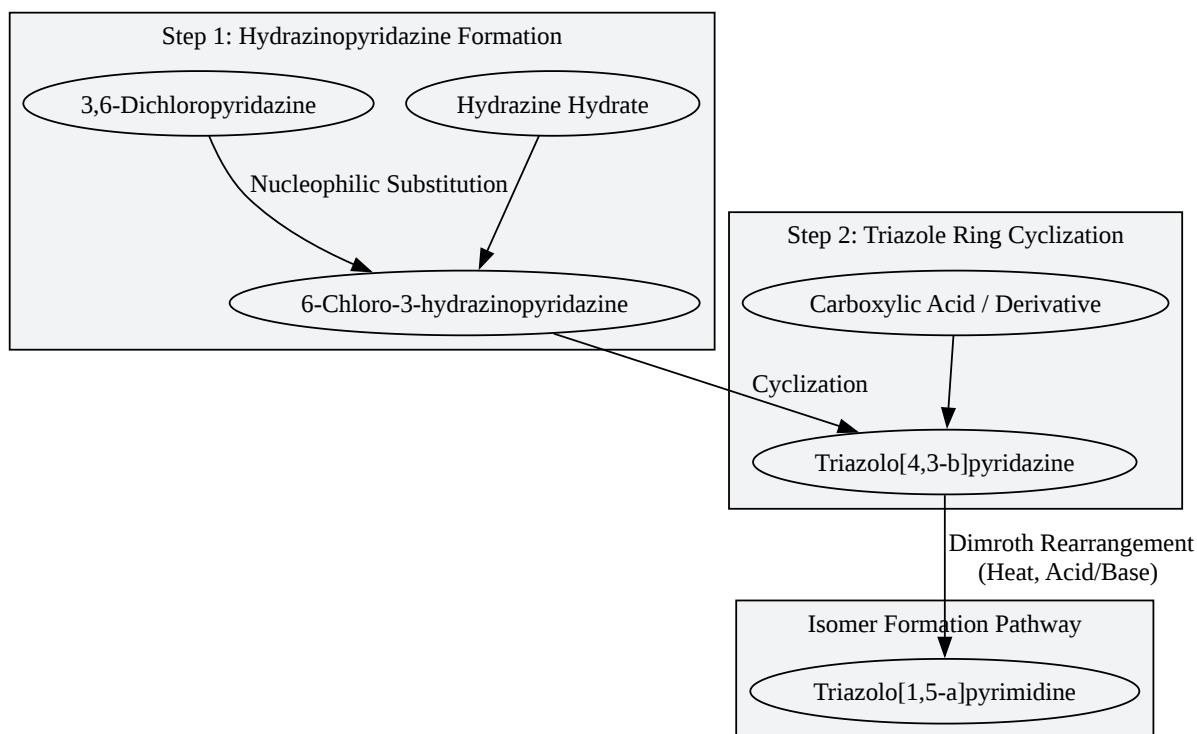 Step 1: Hydrazinopyridazine Formation
3,6-Dichloropyridazine
Hydrazine Hydrate
Nucleophilic Substitution
6-Chloro-3-hydrazinopyridazine
Step 2: Triazole Ring Cyclization
Carboxylic Acid / Derivative
Cyclization
Triazolo[4,3-b]pyridazine
Dimroth Rearrangement
(Heat, Acid/Base)
Isomer Formation Pathway
Triazolo[1,5-a]pyrimidine